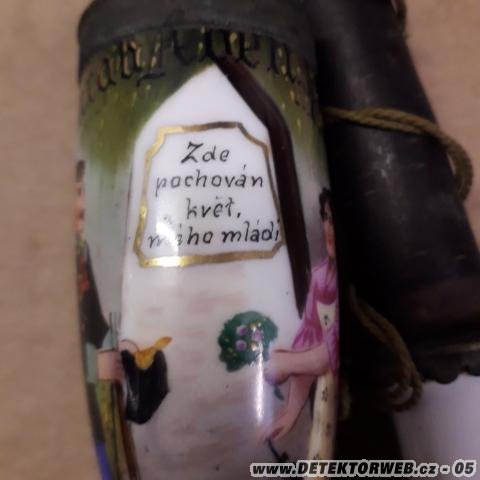 Zde
pochován
květ,
mého mládí
www.DETEKTORWEB.cz - 05